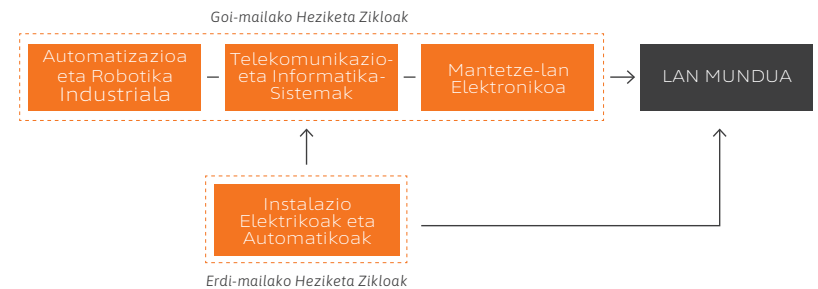 Goi-mailako Heziketa Zikloak
Automatizazioa
eta Robotika
Industriala
Telekomunikazio-
eta Informatika-
Sistemak
Mantetze-lan
Elektronikoa
LAN MUNDUA
Instalazio
Elektrikoak eta
Automatikoak
Erdi-mailako Heziketa Zikloak